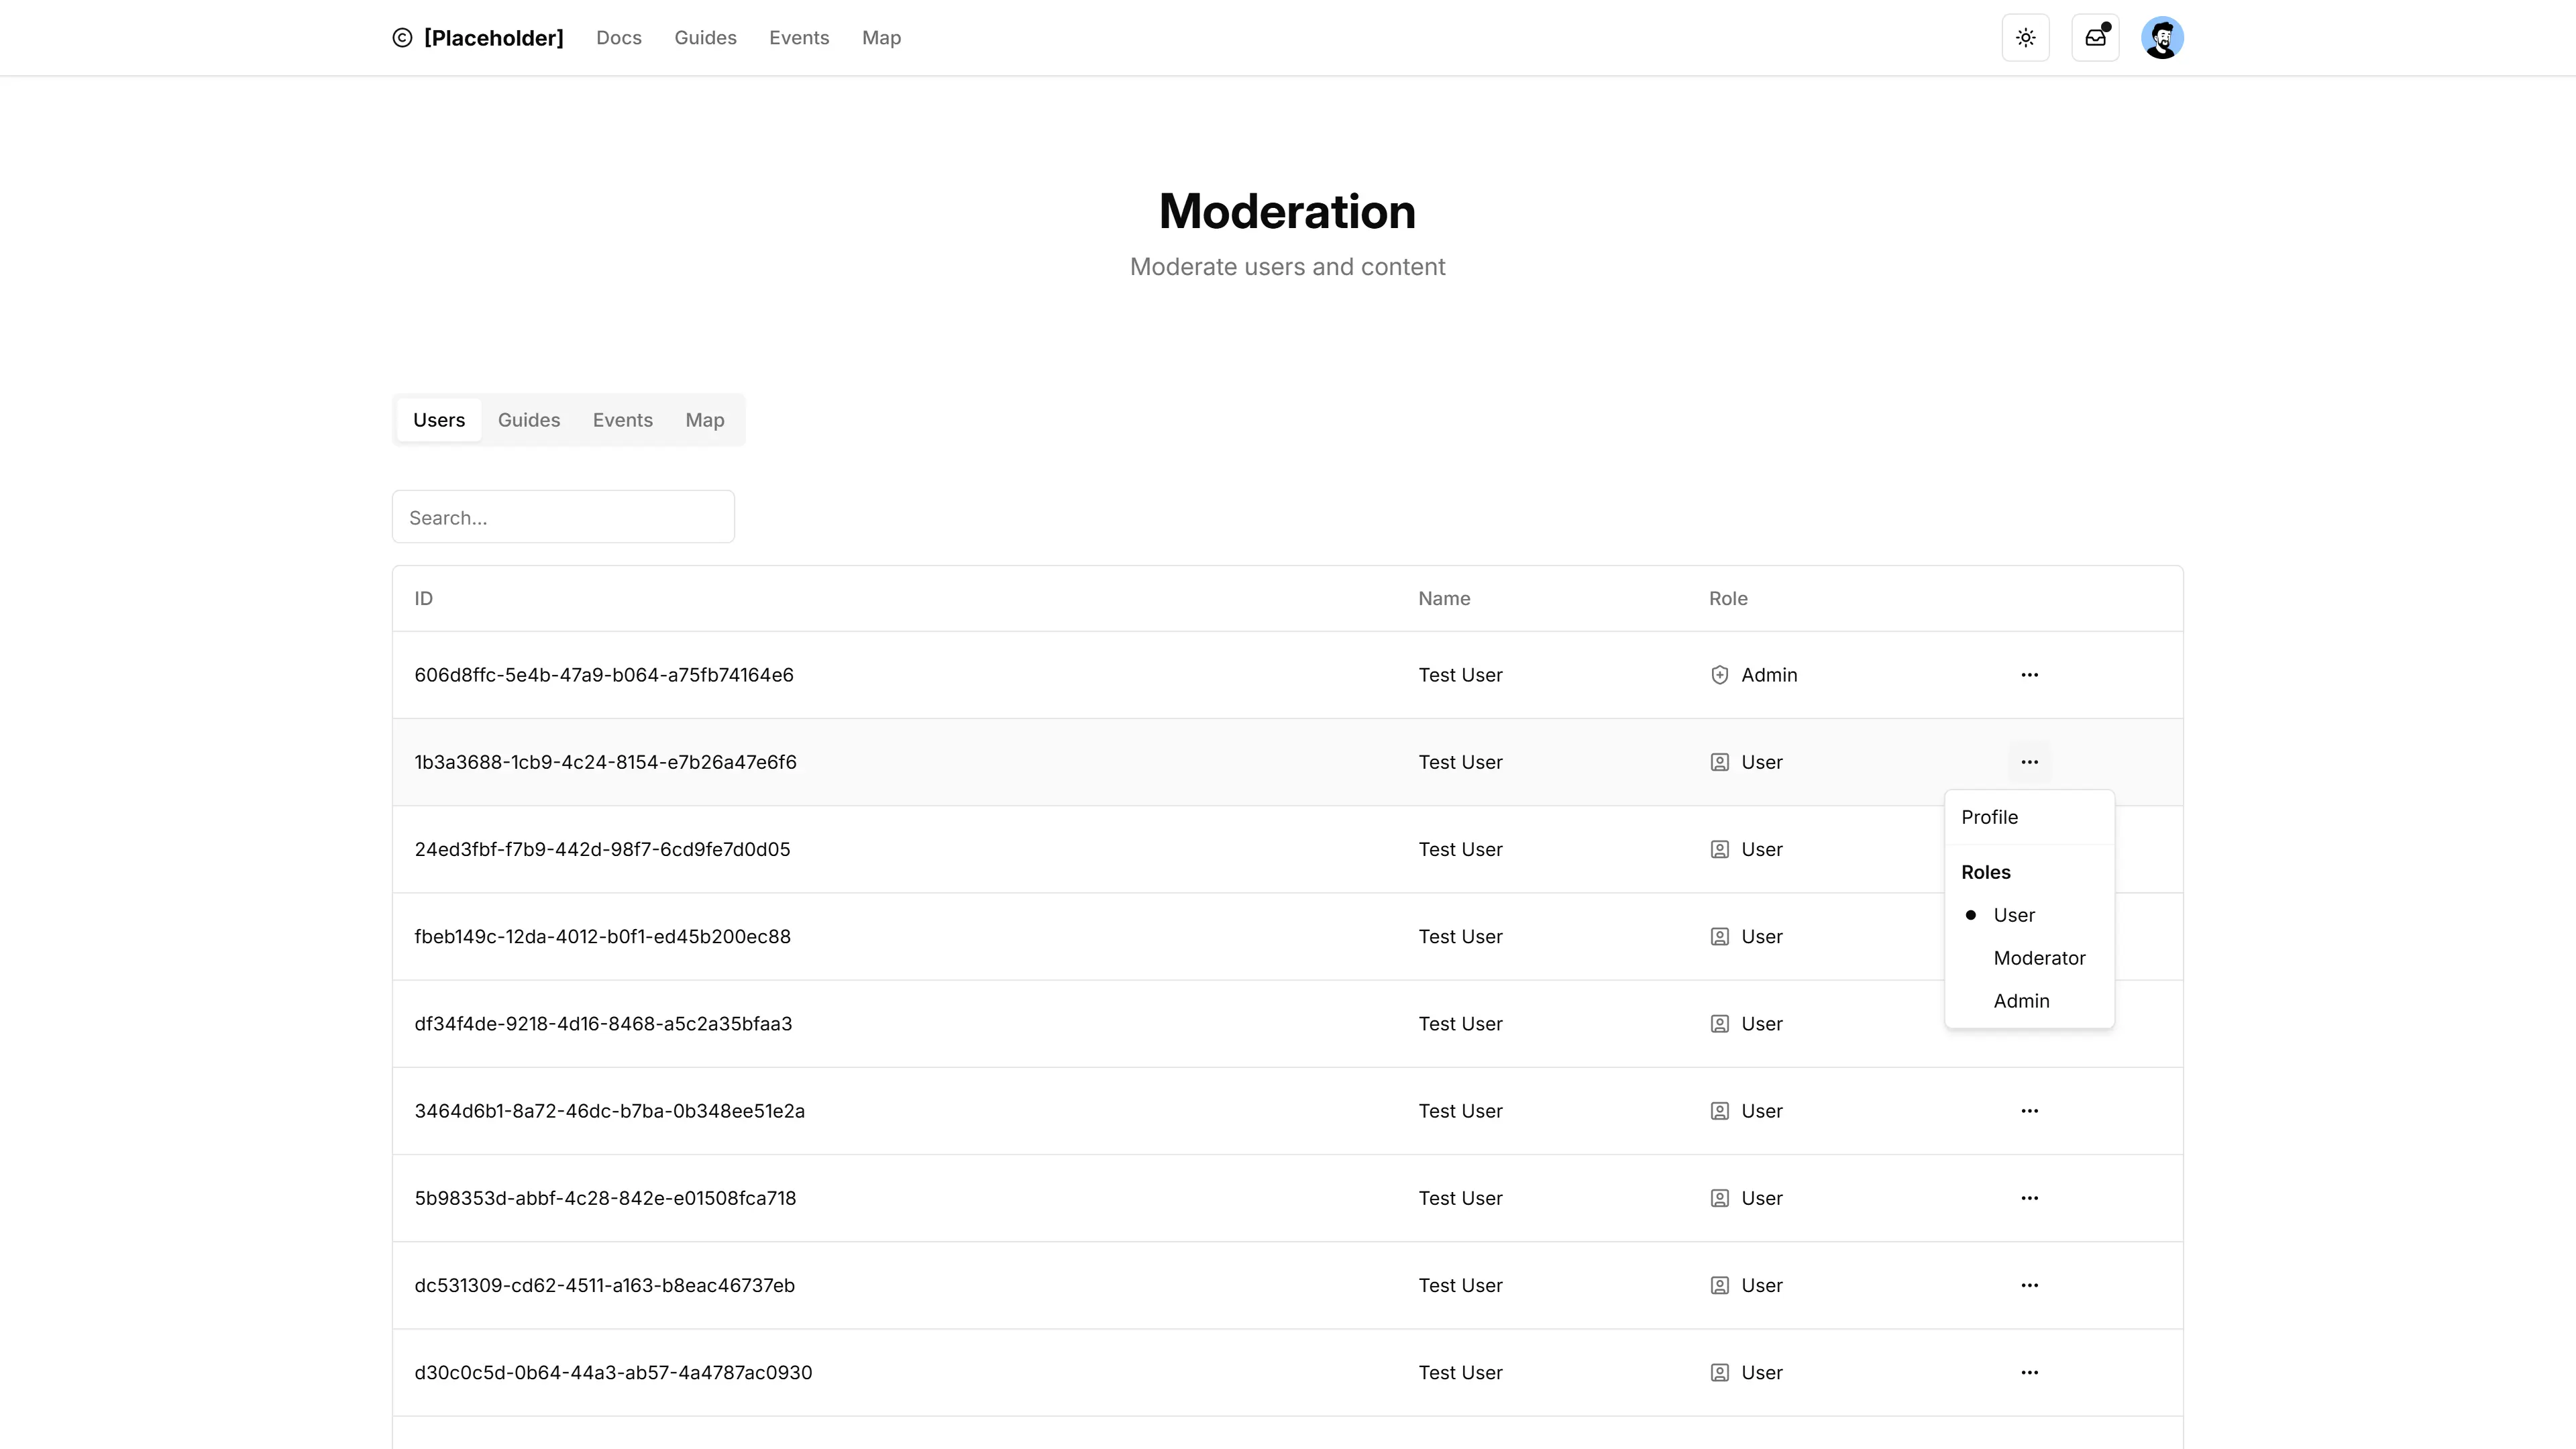 [Placeholder] Docs Guides Events Map
Moderation
Moderate users and content
Users Guides Events Map
Search...
ID Name Role
606d8ffc-5e4b-47a9-b064-a75fb74164e6 Test User Admin
1b3a3688-1cb9-4c24-8154-e7b26a47e6f6 Test User User
Profile
24ed3fbf-f7b9-442d-98f7-6cd9fe7d0d05 Test User User
Roles
User
fbeb149c-12da-4012-b0f1-ed45b200ec88 Test User User
Moderator
Admin
df34f4de-9218-4d16-8468-a5c2a35bfaa3 Test User User
3464d6b1-8a72-46dc-b7ba-0b348ee51e2a Test User User
5b98353d-abbf-4c28-842e-e01508fca718 Test User User
dc531309-cd62-4511-a163-b8eac46737eb Test User User
d30c0c5d-0b64-44a3-ab57-4a4787ac0930 Test User User